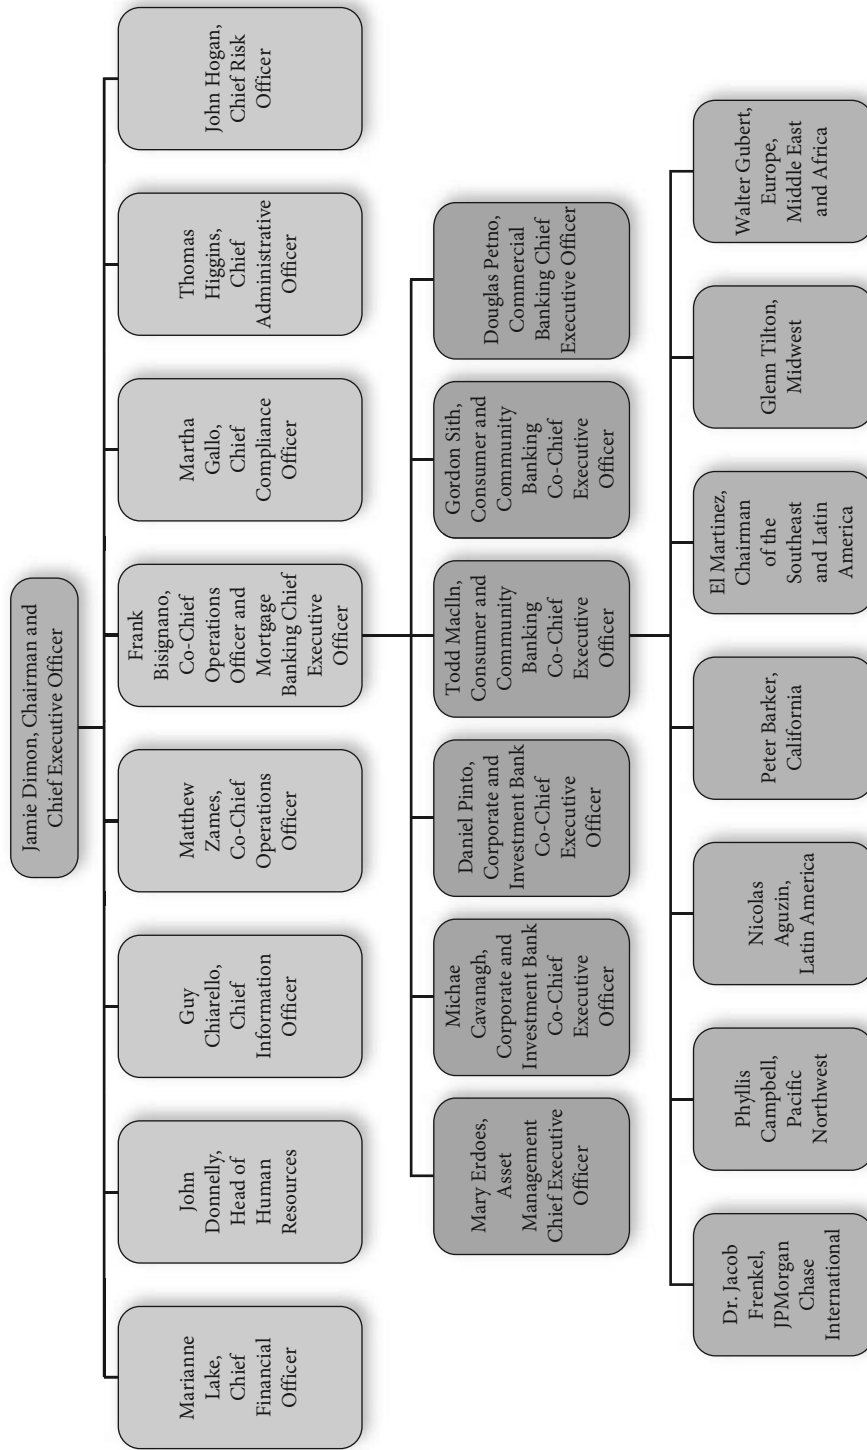 Jamie Dimon, Chairman and
Chief Executive Officer
Marianne
Lake,
Chief
Financial
Officer
John
Donnelly,
Head of
Human
Resources
Guy
Chiarello,
Chief
Information
Officer
Matthew
Zames,
Co-Chief
Operations
Officer
Frank
Bisignano,
Co-Chief
Operations
Officer and
Mortgage
Banking Chief
Executive
Officer
Martha
Gallo,
Chief
Compliance
Officer
Thomas
Higgins,
Chief
Administrative
Officer
John Hogan,
Chief Risk
Officer
Mary Erdoes,
Asset
Management
Chief Executive
Officer
Michae
Cavanagh,
Corporate and
Investment Bank
Co-Chief
Executive
Officer
Daniel Pinto,
Corporate and
Investment Bank
Co-Chief
Executive
Officer
Todd Maclln,
Consumer and
Community
Banking
Co-Chief
Executive
Officer
Gordon Sith,
Consumer and
Community
Banking
Co-Chief
Executive
Officer
Douglas Petno,
Commercial
Banking Chief
Executive Officer
Dr. Jacob
Frenkel,
JPMorgan
Chase
International
Phyllis
Campbell,
Pacific
Northwest
Nicolas
Aguzin,
Latin America
Peter Barker,
California
El Martinez,
Chairman
of the
Southeast
and Latin
America
Glenn Tilton,
Midwest
Walter Gubert,
Europe,
Middle East
and Africa